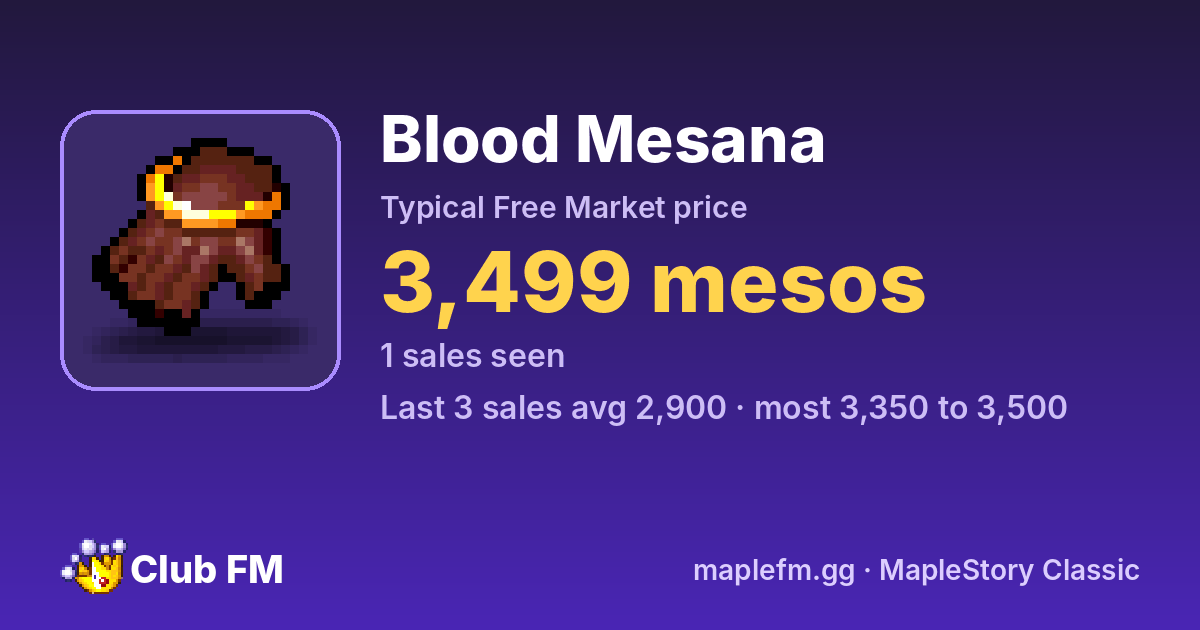 Blood Mesana
Typical Free Market price
3,499 mesos
1 sales seen
Last 3 sales avg 2,900 · most 3,350 to 3,500
Club FM
maplefm.gg · MapleStory Classic